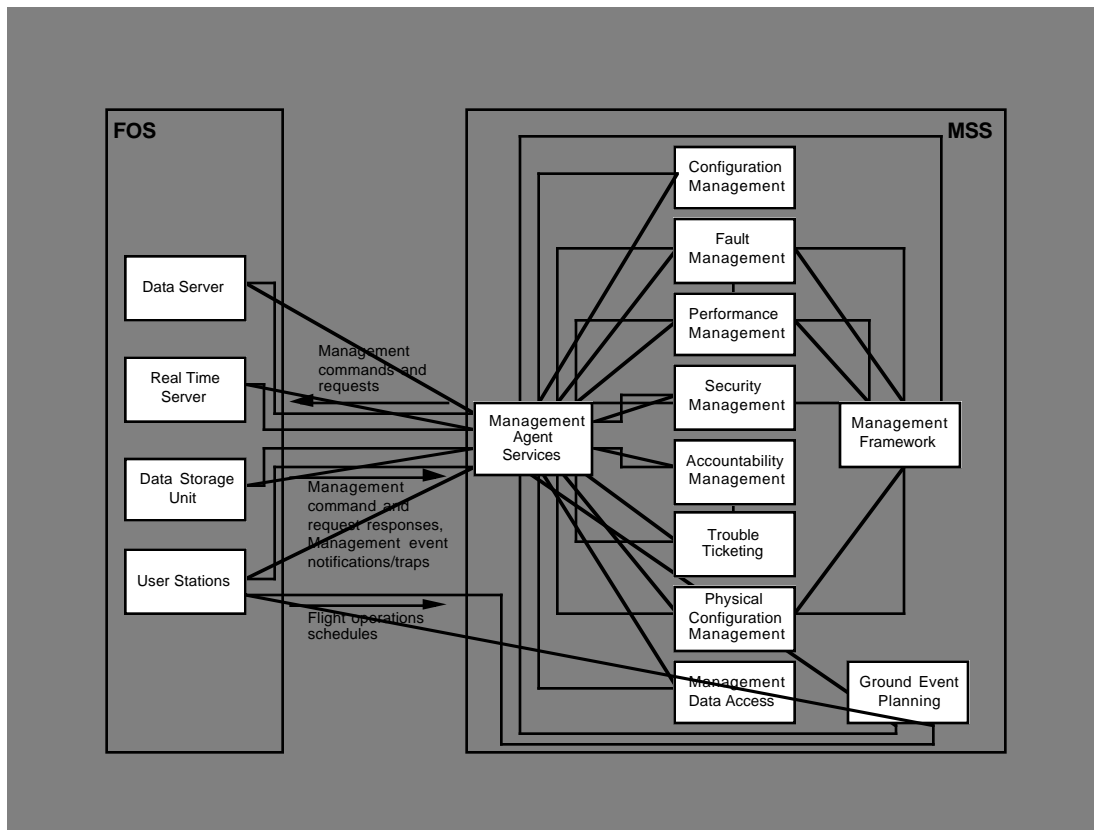 FOS
MSS
Configuration
Management
Fault
Management
Data Server
Performance
Management
Management
commands and
requests
Real Time
Server
Security
Management
Management
Agent
Services
Management
Framework
Accountability
Management
Data Storage
Unit
Management
command and
request responses,
Management event
notifications/traps
Trouble
Ticketing
User Stations
Physical
Configuration
Management
Flight operations
schedules
Management
Data Access
Ground Event
Planning